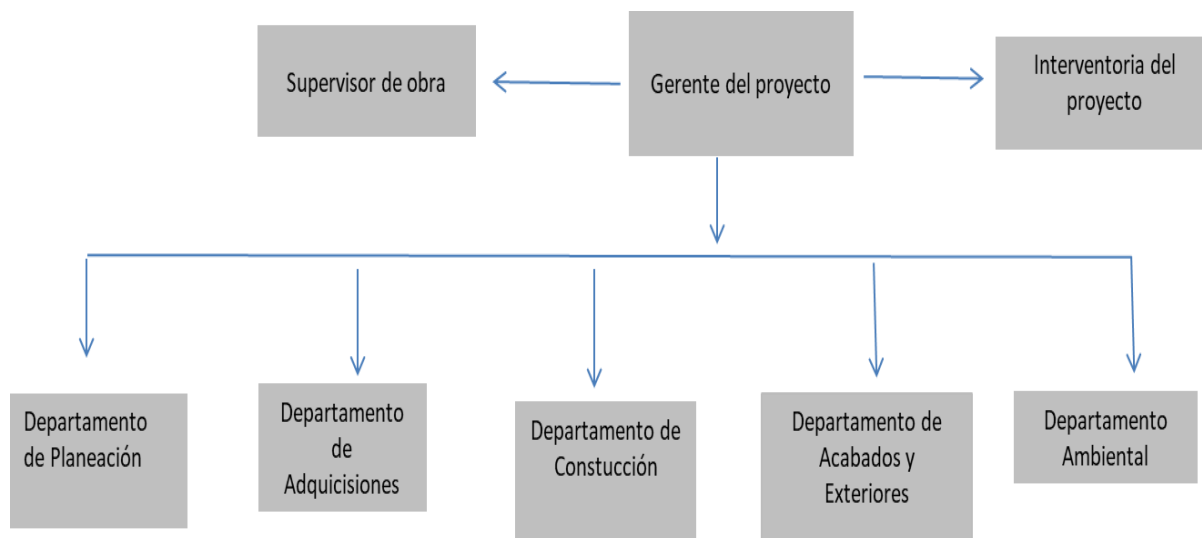 Supervisor de obra
Gerente del proyecto
Interventoria del
proyecto
Departamento
de Planeación
Departamento
de
Adquicisiones
Departamento de
Constucción
Departamento de
Acabados y
Exteriores
Departamento
Ambiental